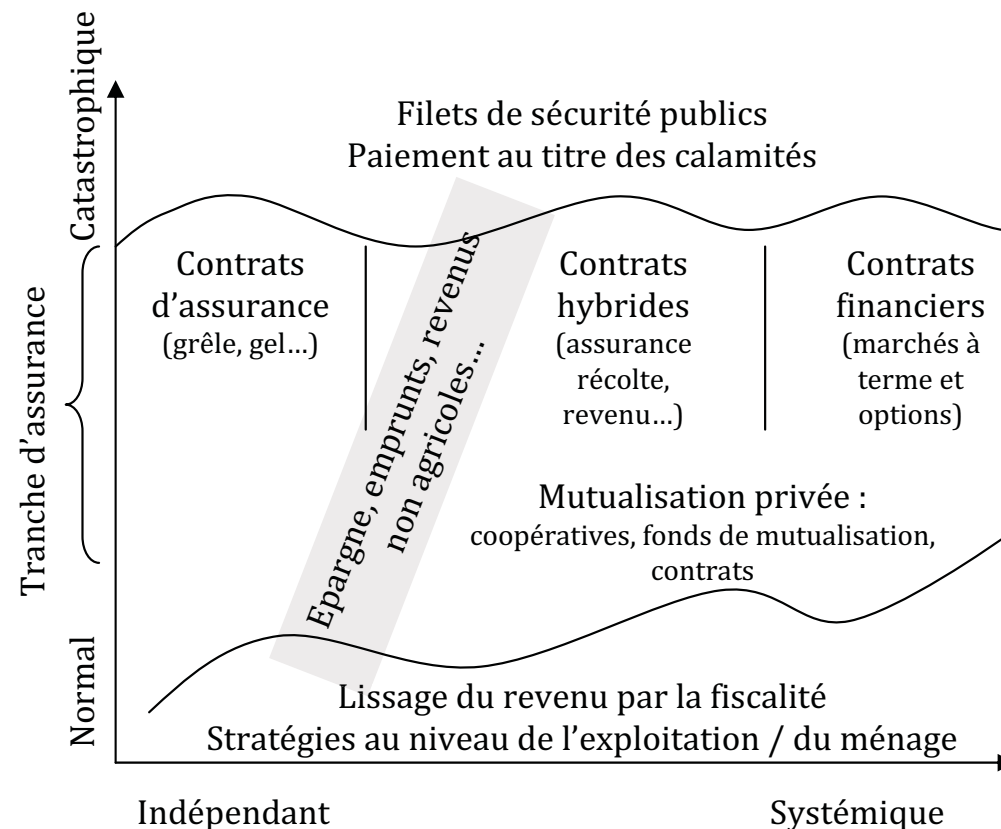 Catastrophique
Filets de sécurité publics
Paiement au titre des calamités
Tranche d’assurance
Contrats
d’assurance
(grêle, gel…)
Epargne, emprunts, revenus
non agricoles…
Contrats
hybrides
(assurance
récolte,
revenu…)
Contrats
financiers
(marchés à
terme et
options)
Mutualisation privée :
coopératives, fonds de mutualisation,
contrats
Normal
Lissage du revenu par la fiscalité
Stratégies au niveau de l’exploitation / du ménage
Indépendant
Systémique